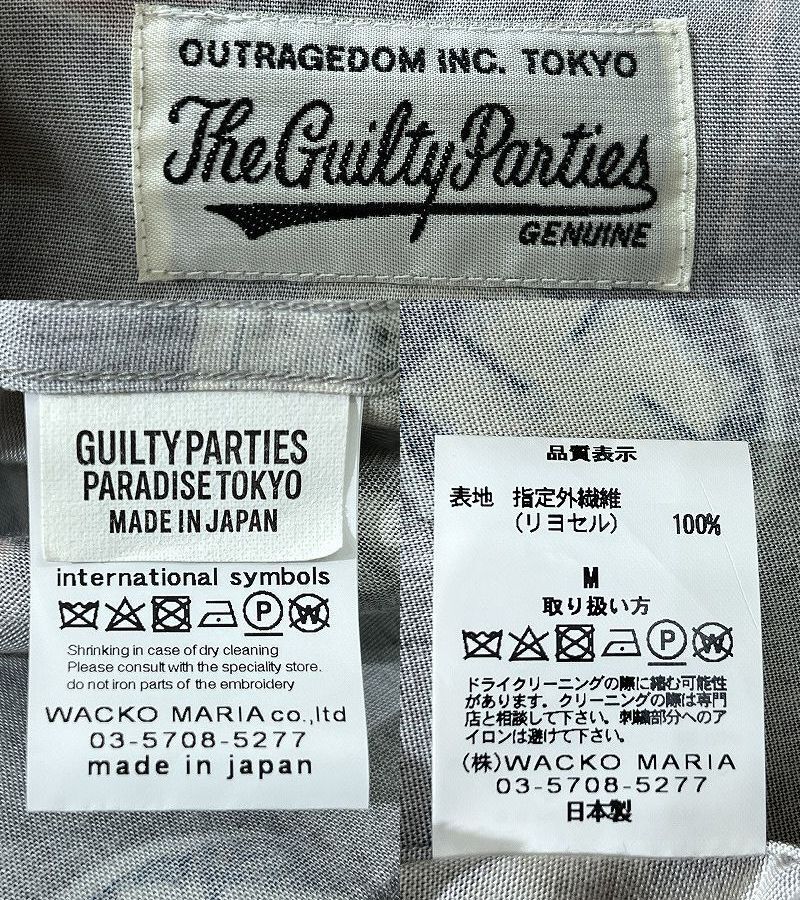 OUTRAGEDOM INC. TOKYO
The Guilty Parties
GENUINE
GUILTY PARTIES
PARADISE TOKYO
MADE IN JAPAN
international symbols
P W
Shrinking in case of dry cleaning
Please consult with the speciality store.
do not iron parts of the embroidery
WACKO MARIA co.,ltd
03-5708-5277
made in japan
品質表示
表地 指定外繊維
(リヨセル) 100%
M
取り扱い方
P W
ドライクリーニングの際に縮む可能性
があります。クリーニングの際は専門
店と相談して下さい。刺繍部分へのア
イロンは避けて下さい。
(株)WACKO MARIA
03-5708-5277
日本製